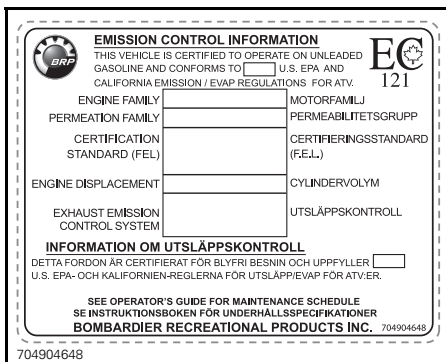 EMISSION CONTROL INFORMATION
THIS VEHICLE IS CERTIFIED TO OPERATE ON UNLEADED
GASOLINE AND CONFORMS TO U.S. EPA AND
CALIFORNIA EMISSION / EVAP REGULATIONS FOR ATV.
BRP
EC
121
ENGINE FAMILY MOTORFAMILJ
PERMEATION FAMILY PERMEABILITETSGRUPP
CERTIFICATION CERTIFIERINGSSTANDARD
STANDARD (FEL) (F.E.L.)
ENGINE DISPLACEMENT CYLINDERVOLYM
EXHAUST EMISSION UTSLÄPPSKONTROLL
CONTROL SYSTEM
INFORMATION OM UTSLÄPPSKONTROLL
DETTA FORDON ÄR CERTIFIERAT FÖR BLYFRI BESNIN OCH UPPFYLLER
U.S. EPA- OCH KALIFORNIEN-REGLERNA FÖR UTSLÄPP/EVAP FÖR ATV:ER.
SEE OPERATOR'S GUIDE FOR MAINTENANCE SCHEDULE
SE INSTRUKTIONSBOKEN FÖR UNDERHÅLLSSPECIFIKATIONER
BOMBARDIER RECREATIONAL PRODUCTS INC. 704904648
704904648